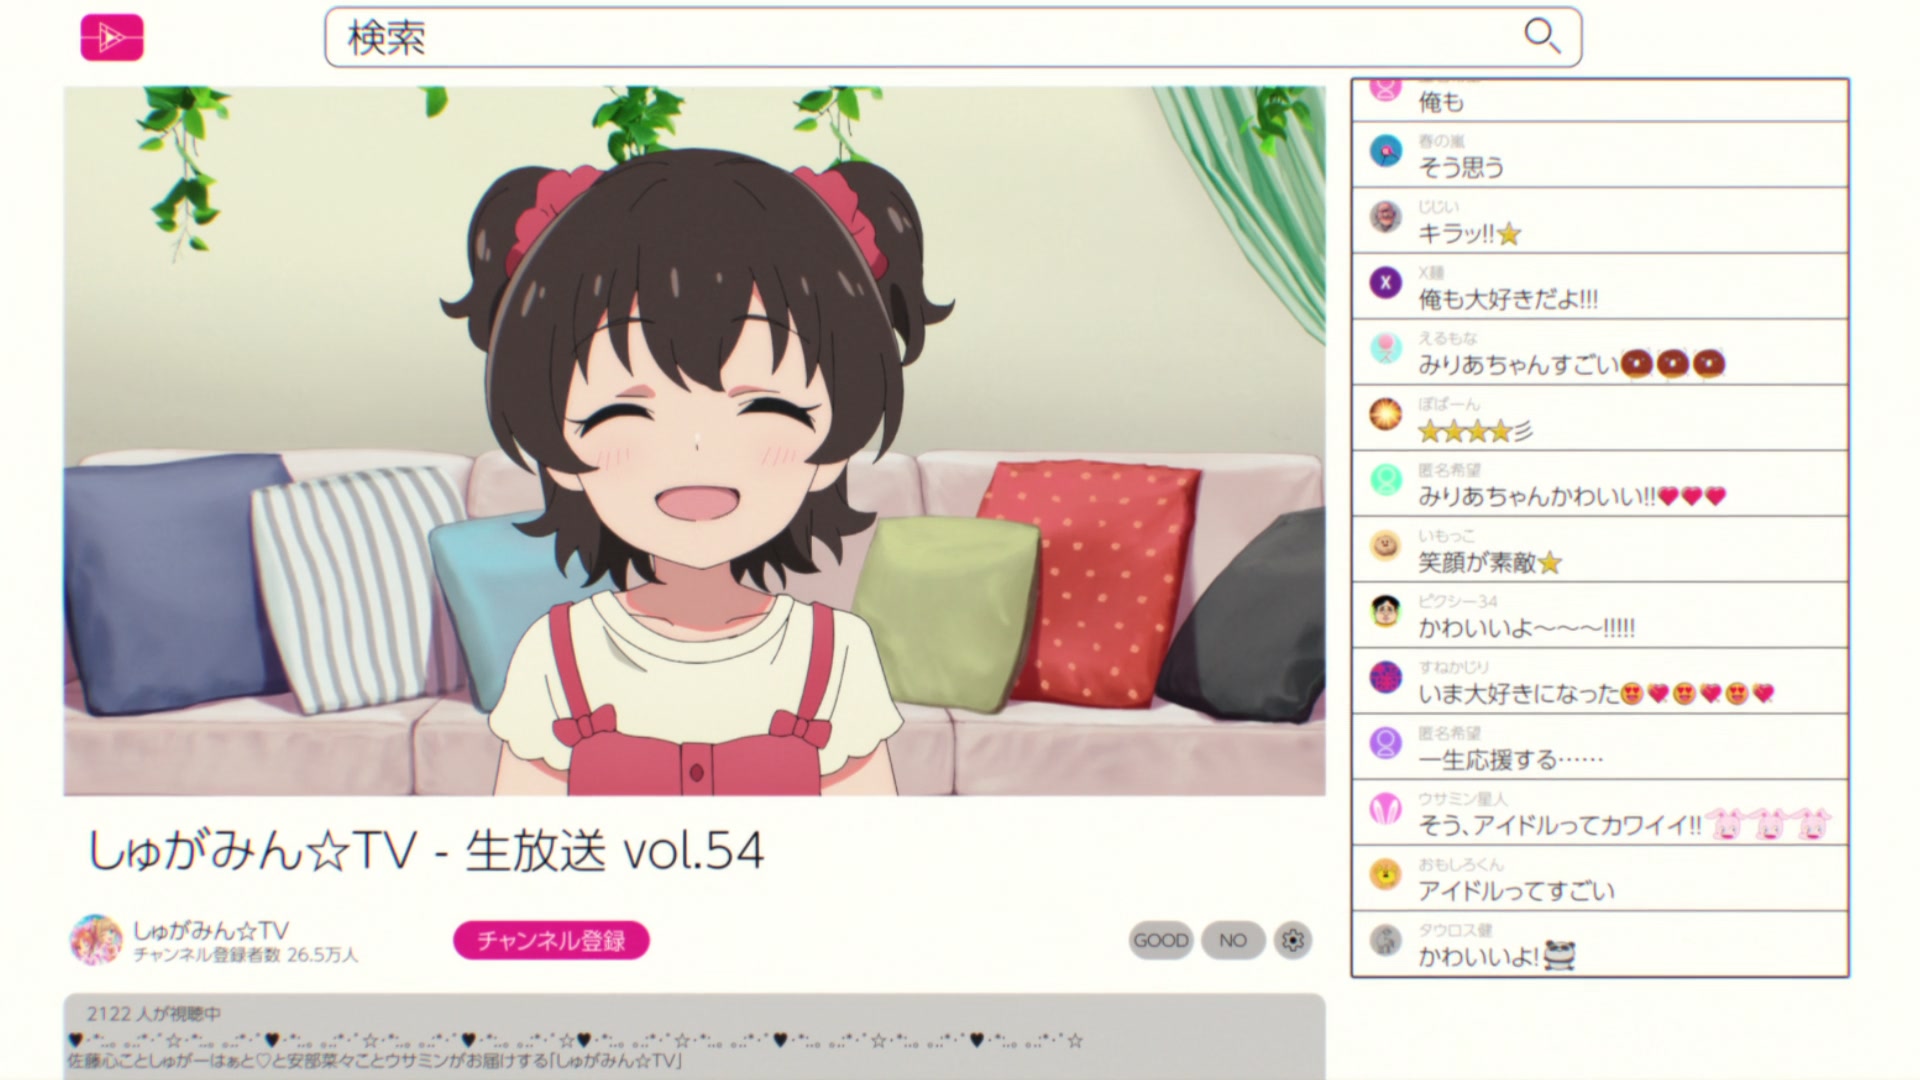 検索
俺も
春の嵐
そう思う
じじい
キラッ!!⭐
X麺
俺も大好きだよ!!!
えるもな
みりあちゃんすごい🍩🍩🍩
ぽぱーん
⭐⭐⭐⭐彡
匿名希望
みりあちゃんかわいい!!♥♥♥
いもっこ
笑顔が素敵⭐
ピクシー34
かわいいよ〜〜〜!!!!!
すねかじり
いま大好きになった😍💘😍💘😍💘
匿名希望
一生応援する……
ウサミン星人
そう、アイドルってカワイイ!!
おもしろくん
アイドルってすごい
タウロス健
かわいいよ!
しゅがみん☆TV - 生放送 vol.54
しゅがみん☆TV
チャンネル登録者数 26.5万人
チャンネル登録
GOOD
NO
2122 人が視聴中
佐藤心ことしゅがーはぁと♡と安部菜々ことウサミンがお届けする「しゅがみん☆TV」